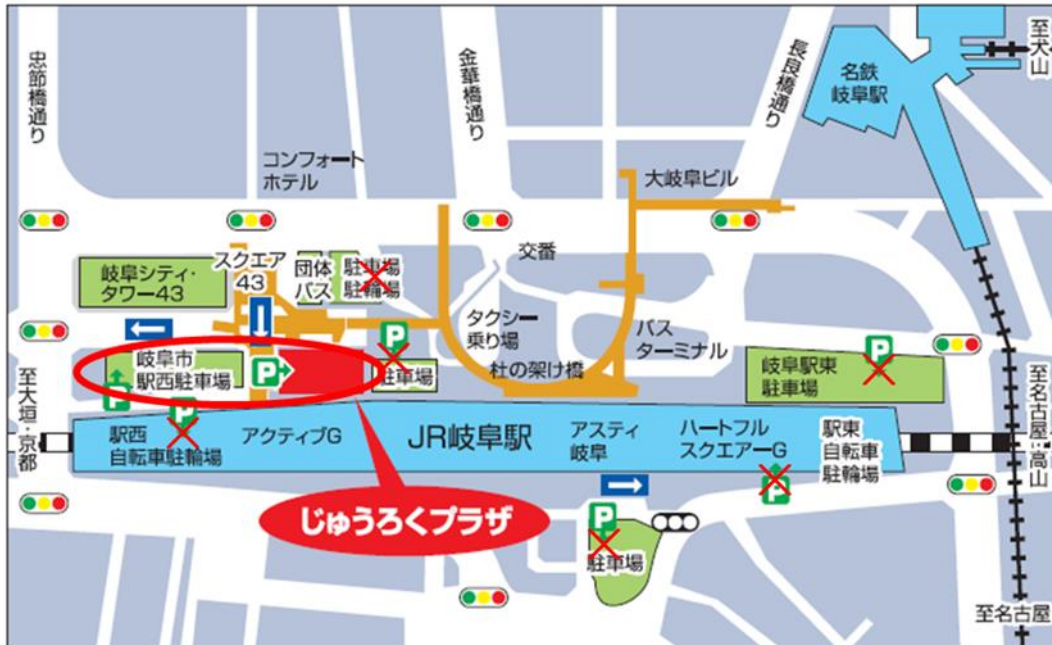 忠節橋通り
金華橋通り
長良橋通り
至犬山
名鉄
岐阜駅
コンフォート
ホテル
大岐阜ビル
交番
岐阜シティ・
タワー43
スクエア
43
団体
バス
駐車場
駐輪場
タクシー
乗り場
バス
ターミナル
杜の架け橋
P
岐阜市
駅西駐車場
P
駐車場
P
岐阜駅東
駐車場
至大垣・京都
P
P
駅西
自転車駐輪場
アクティブG
JR岐阜駅
アスティ
岐阜
ハートフル
スクエアーG
駅東
自転車
駐輪場
至名古屋・高山
P
じゅうろくプラザ
P
駐車場
至名古屋